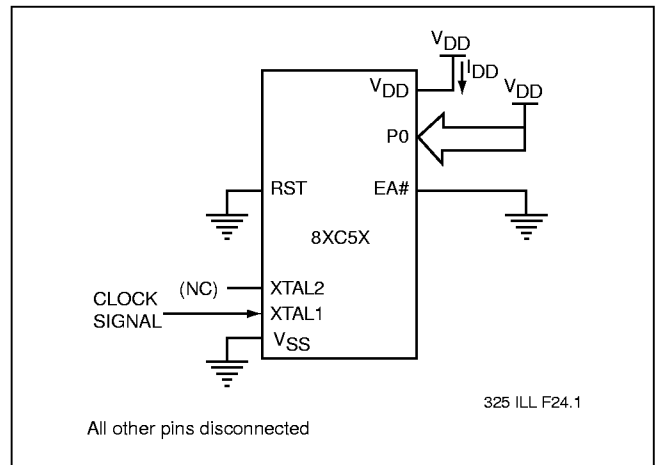 VDD
IDD
VDD
VDD
P0
RST
EA#
8XC5X
(NC)
XTAL2
CLOCK
SIGNAL
XTAL1
VSS
325 ILL F24.1
All other pins disconnected